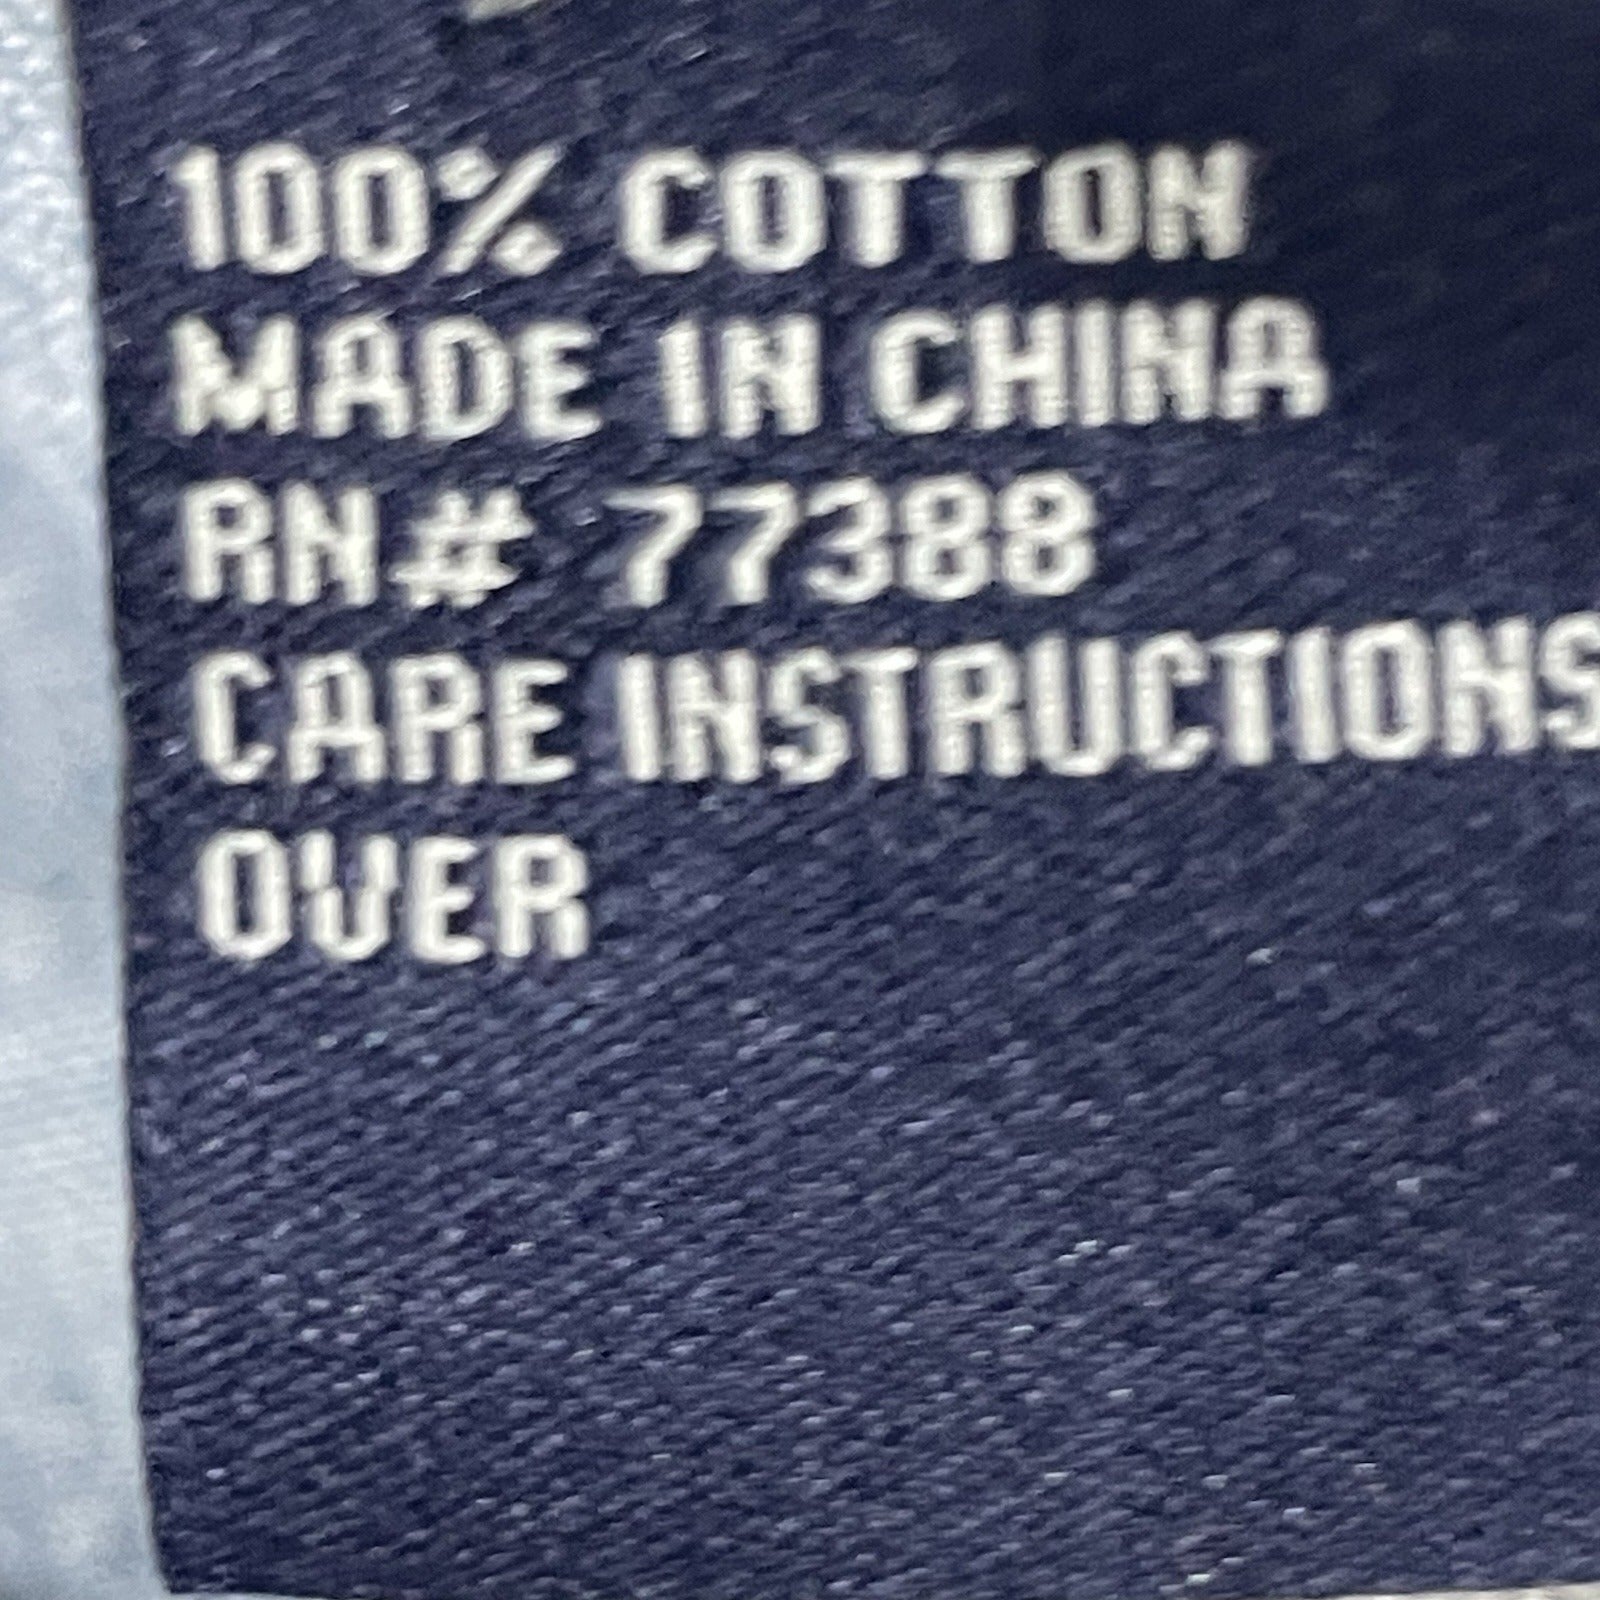 100% COTTON
MADE IN CHINA
RN# 77388
CARE INSTRUCTIONS
OVER